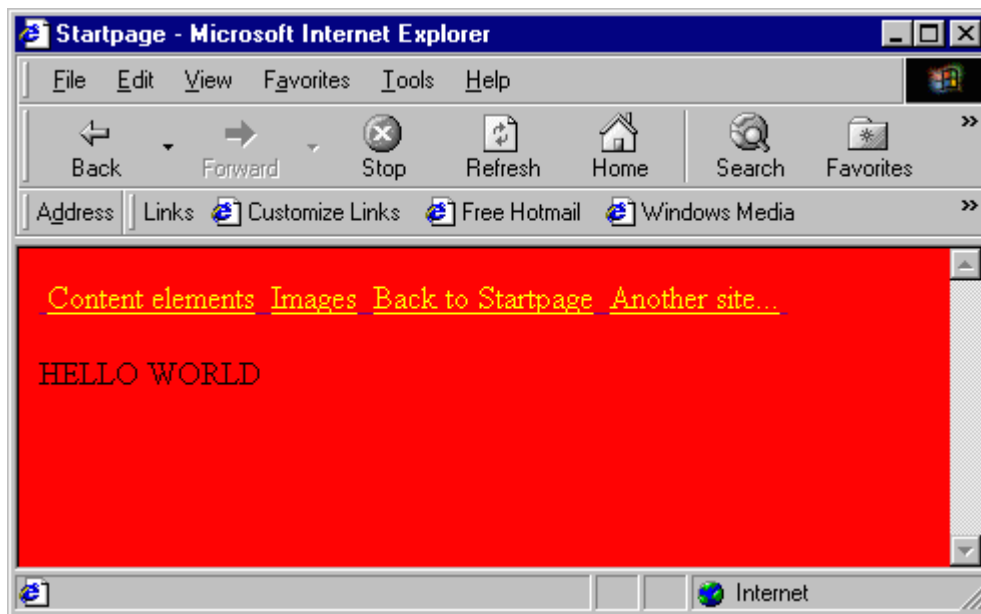 Startpage - Microsoft Internet Explorer
File Edit View Favorites Tools Help
Back Forward Stop Refresh Home Search Favorites »
Address Links Customize Links Free Hotmail Windows Media »
Content elements Images Back to Startpage Another site...
HELLO WORLD
Internet